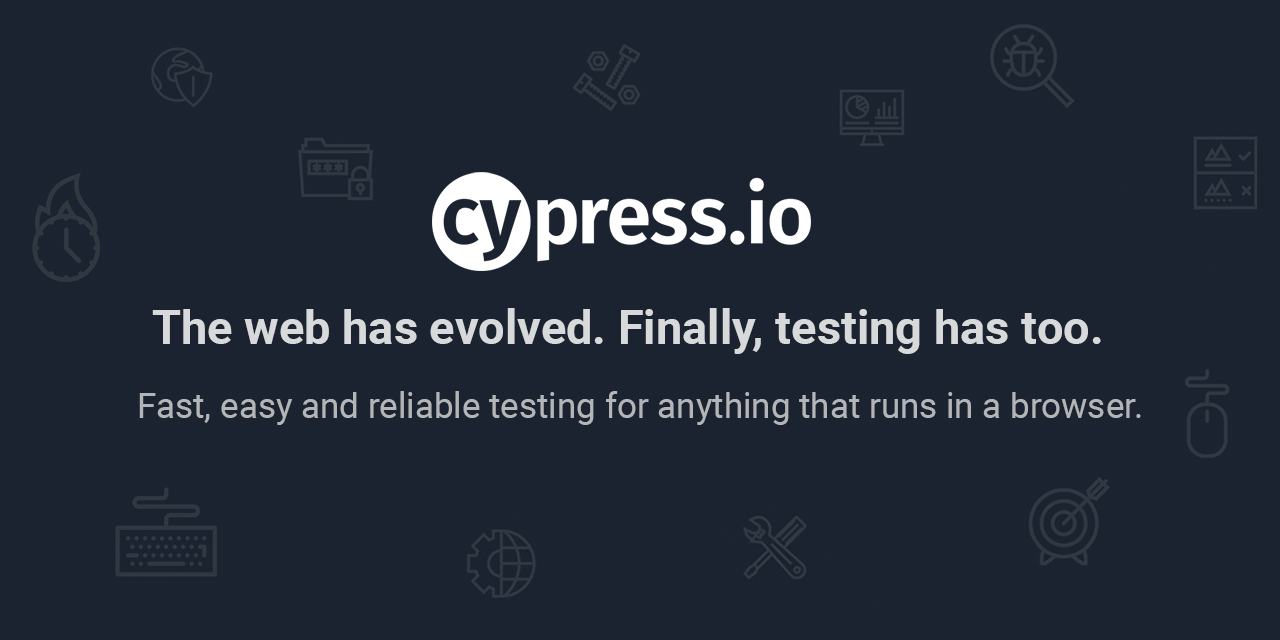 cypress.io
The web has evolved. Finally, testing has too.
Fast, easy and reliable testing for anything that runs in a browser.